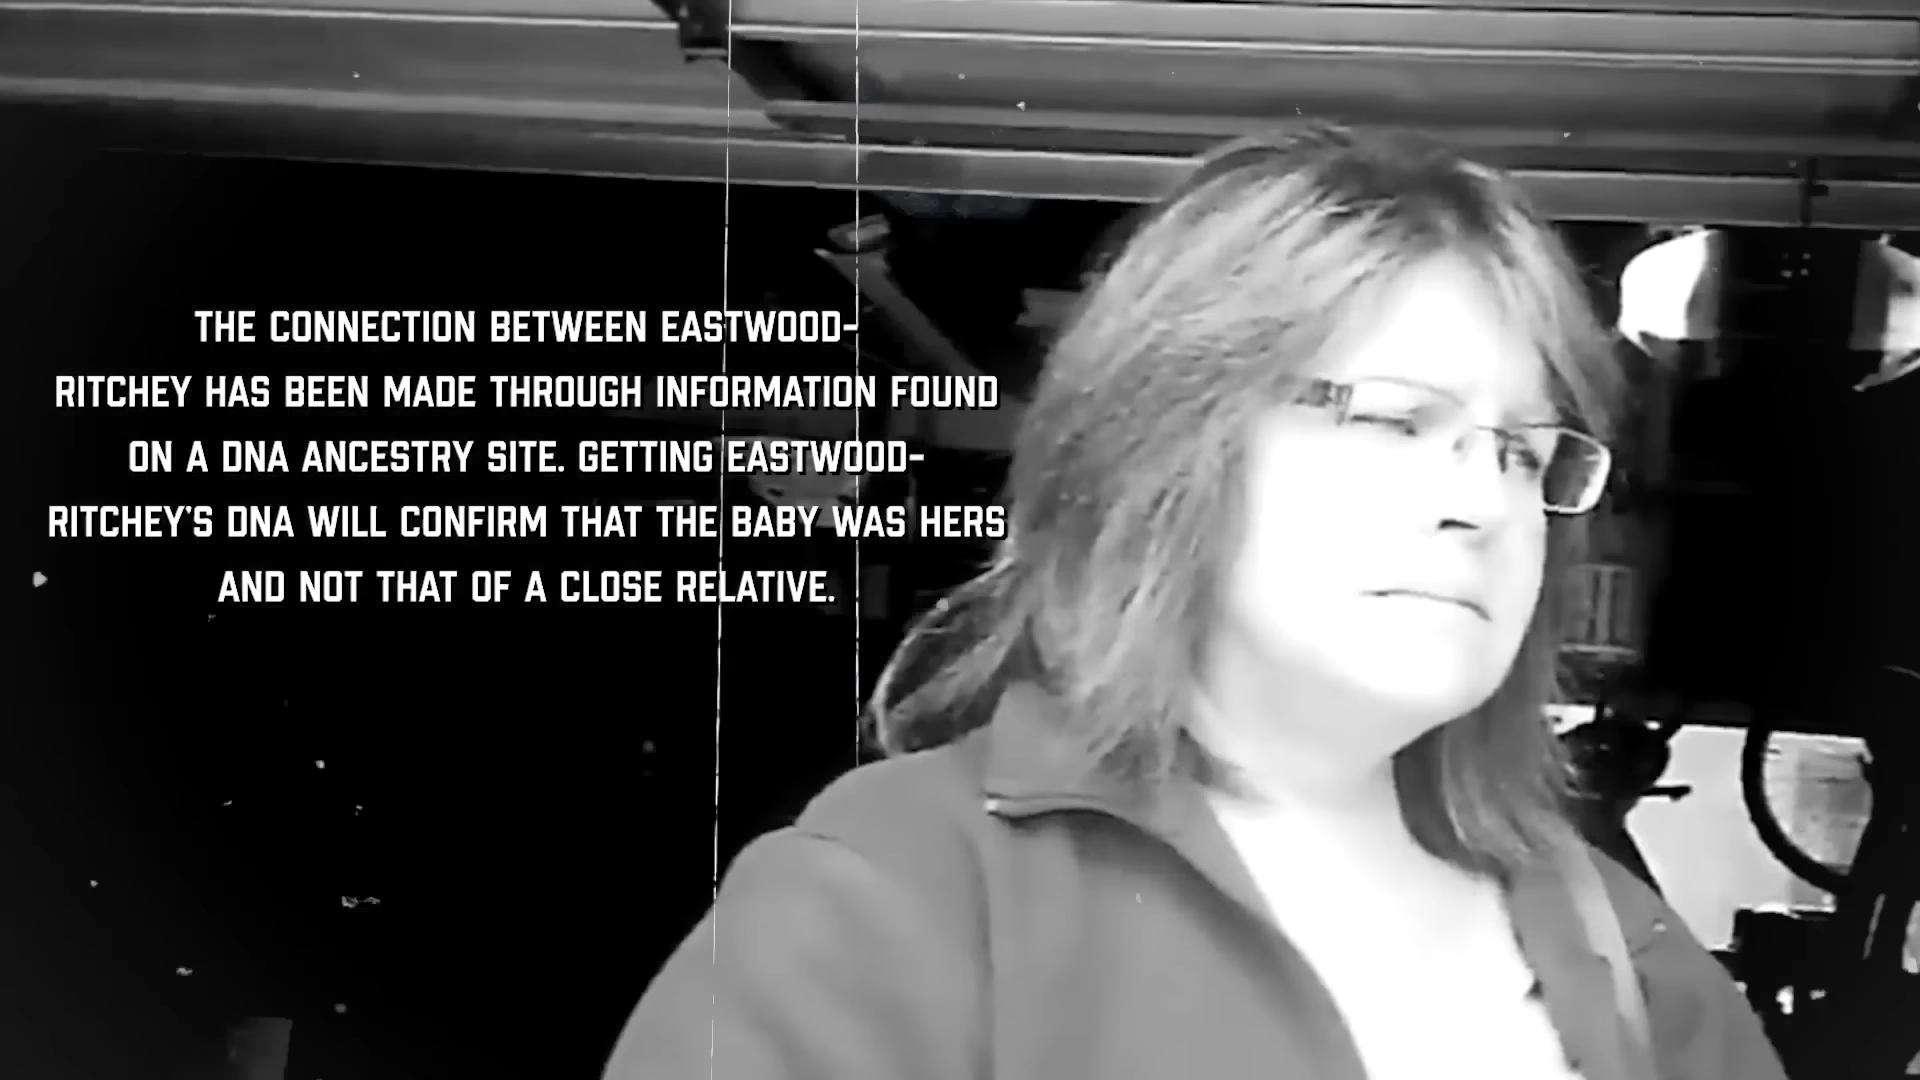 THE CONNECTION BETWEEN EASTWOOD-
RITCHEY HAS BEEN MADE THROUGH INFORMATION FOUND
ON A DNA ANCESTRY SITE. GETTING EASTWOOD-
RITCHEY'S DNA WILL CONFIRM THAT THE BABY WAS HERS
AND NOT THAT OF A CLOSE RELATIVE.